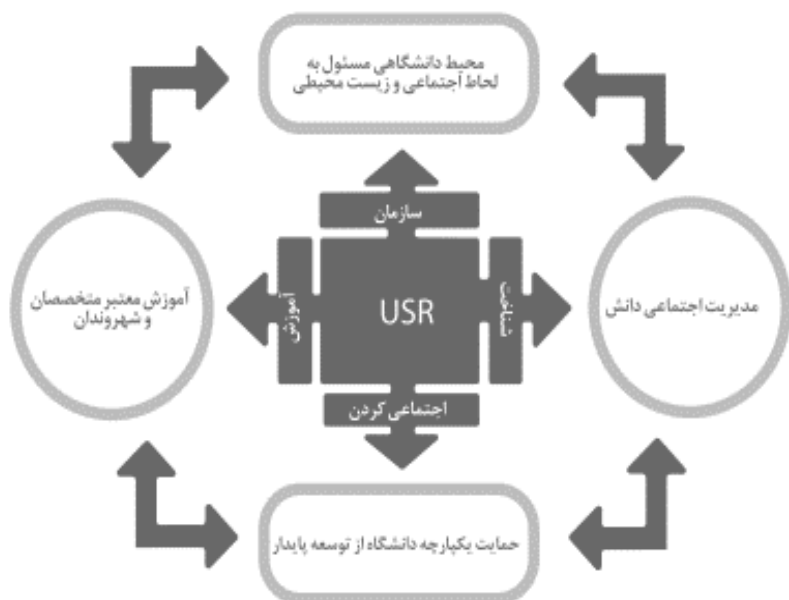 محیط دانشگاهی مسئول به
لحاظ اجتماعی و زیست محیطی
سازمان
آموزش معتبر متخصصان
و شهروندان
آموزش
USR
شناخت
مدیریت اجتماعی دانش
اجتماعی کردن
حمایت یکپارچه دانشگاه از توسعه پایدار